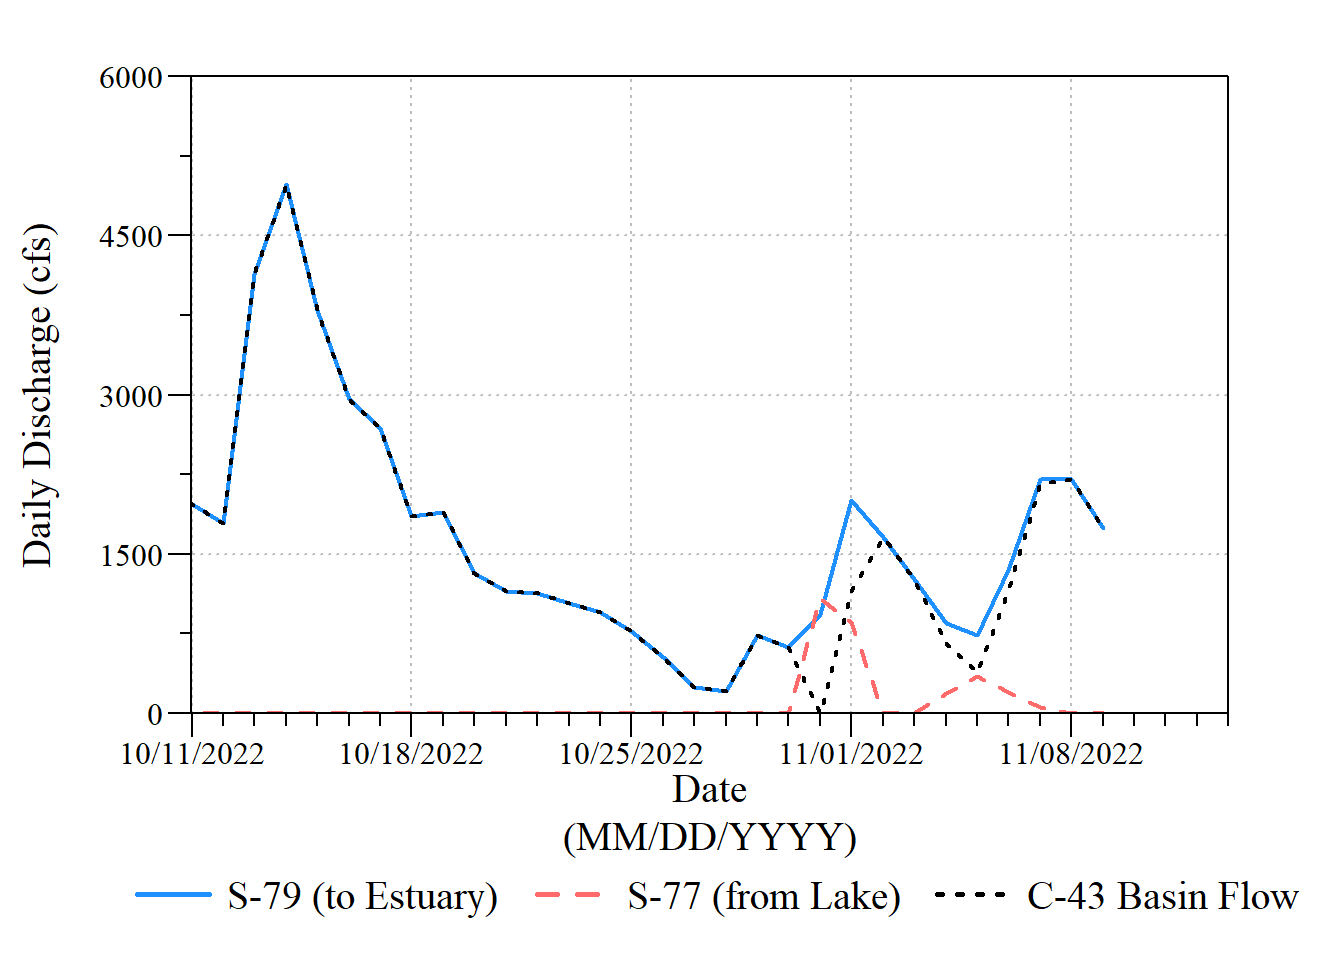 Daily Discharge (cfs)
6000
4500
3000
1500
0
10/11/2022 10/18/2022 10/25/2022 11/01/2022 11/08/2022
Date
(MM/DD/YYYY)
S-79 (to Estuary) S-77 (from Lake) C-43 Basin Flow